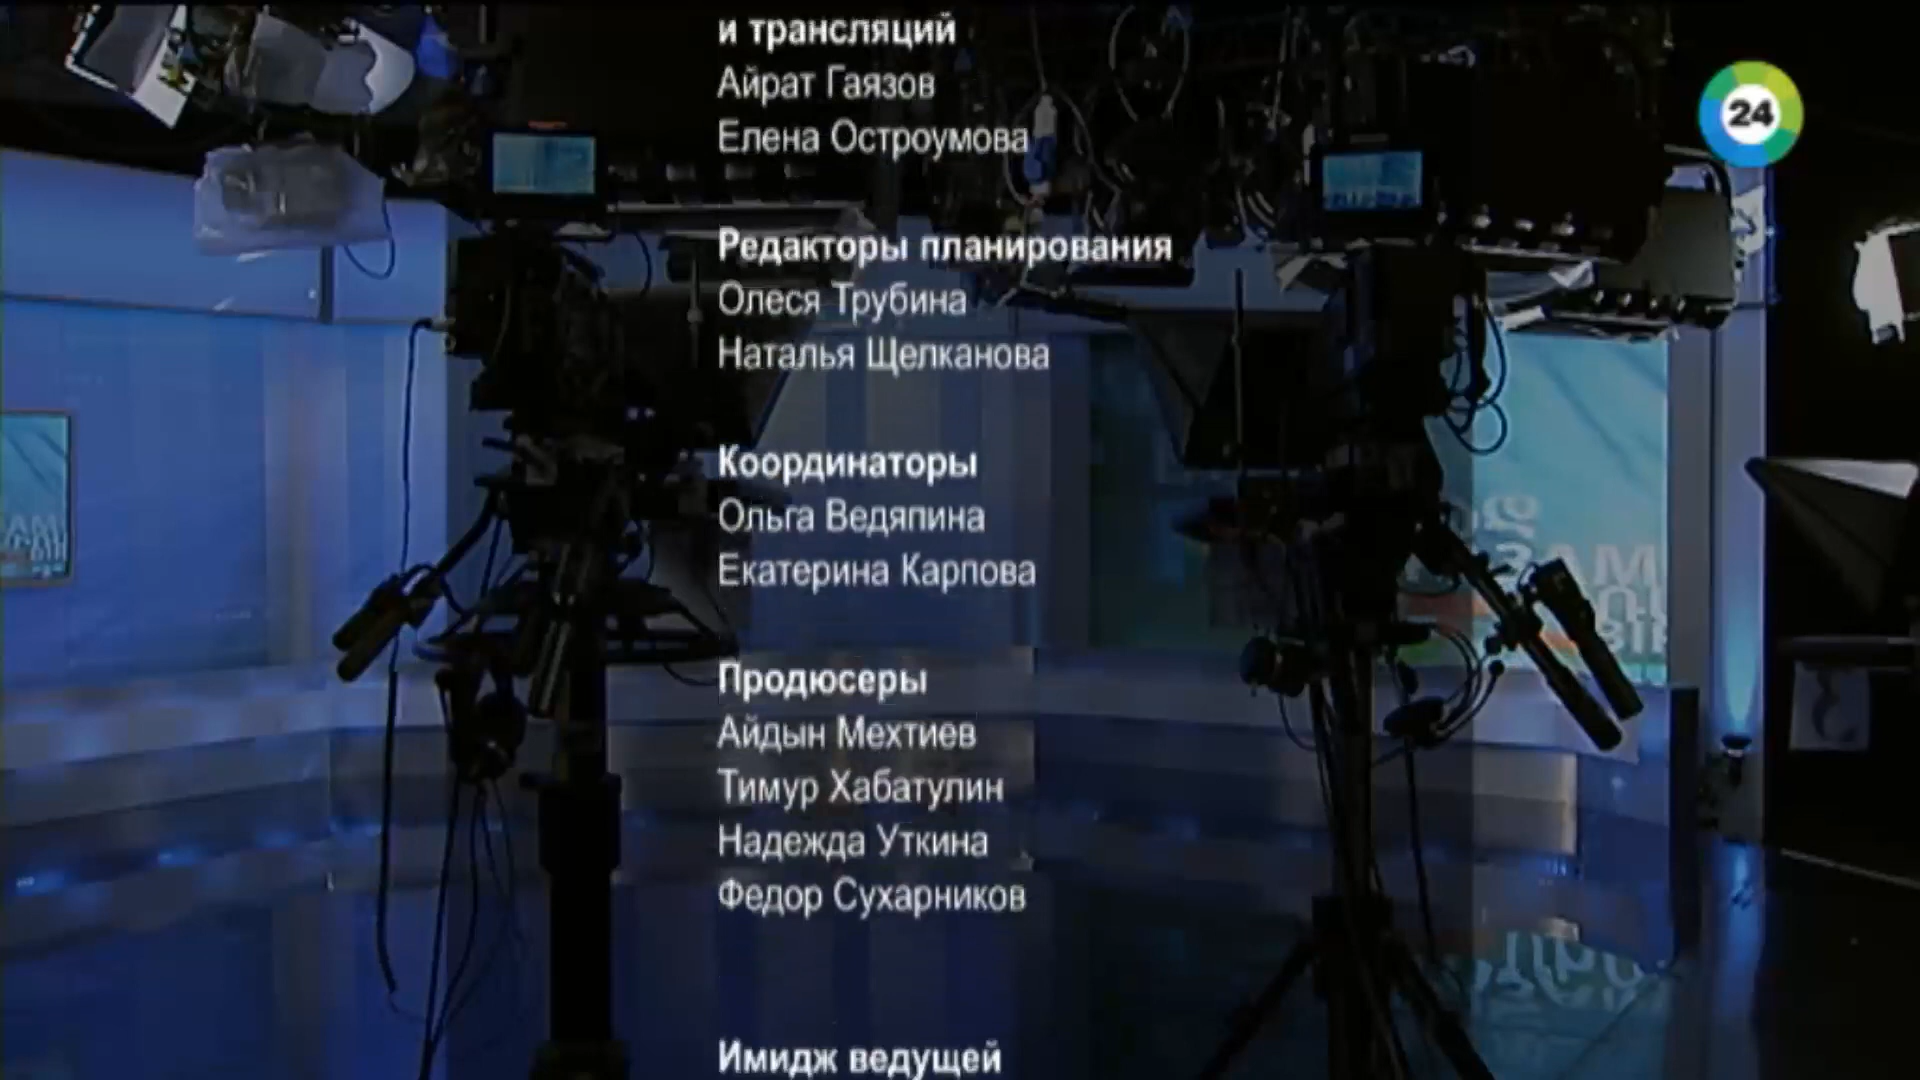 и трансляций
Айрат Гаязов
Елена Остроумова
24
Редакторы планирования
Олеся Трубина
Наталья Щелканова
Координаторы
Ольга Ведяпина
Екатерина Карпова
Продюсеры
Айдын Мехтиев
Тимур Хабатулин
Надежда Уткина
Федор Сухарников
Имидж ведущей